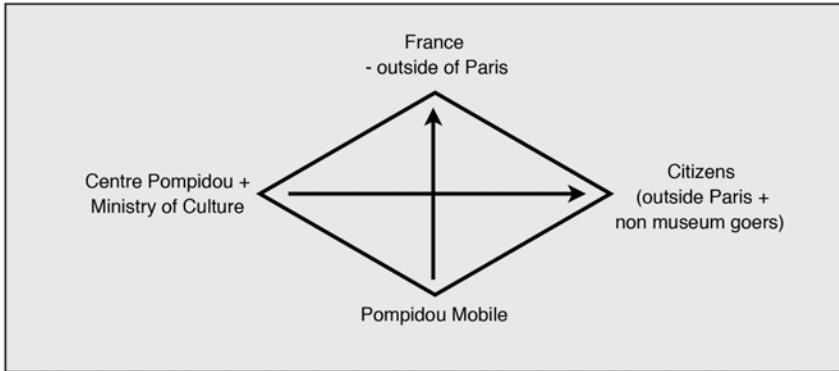 France
- outside of Paris
Centre Pompidou +
Ministry of Culture
Citizens
(outside Paris +
non museum goers)
Pompidou Mobile